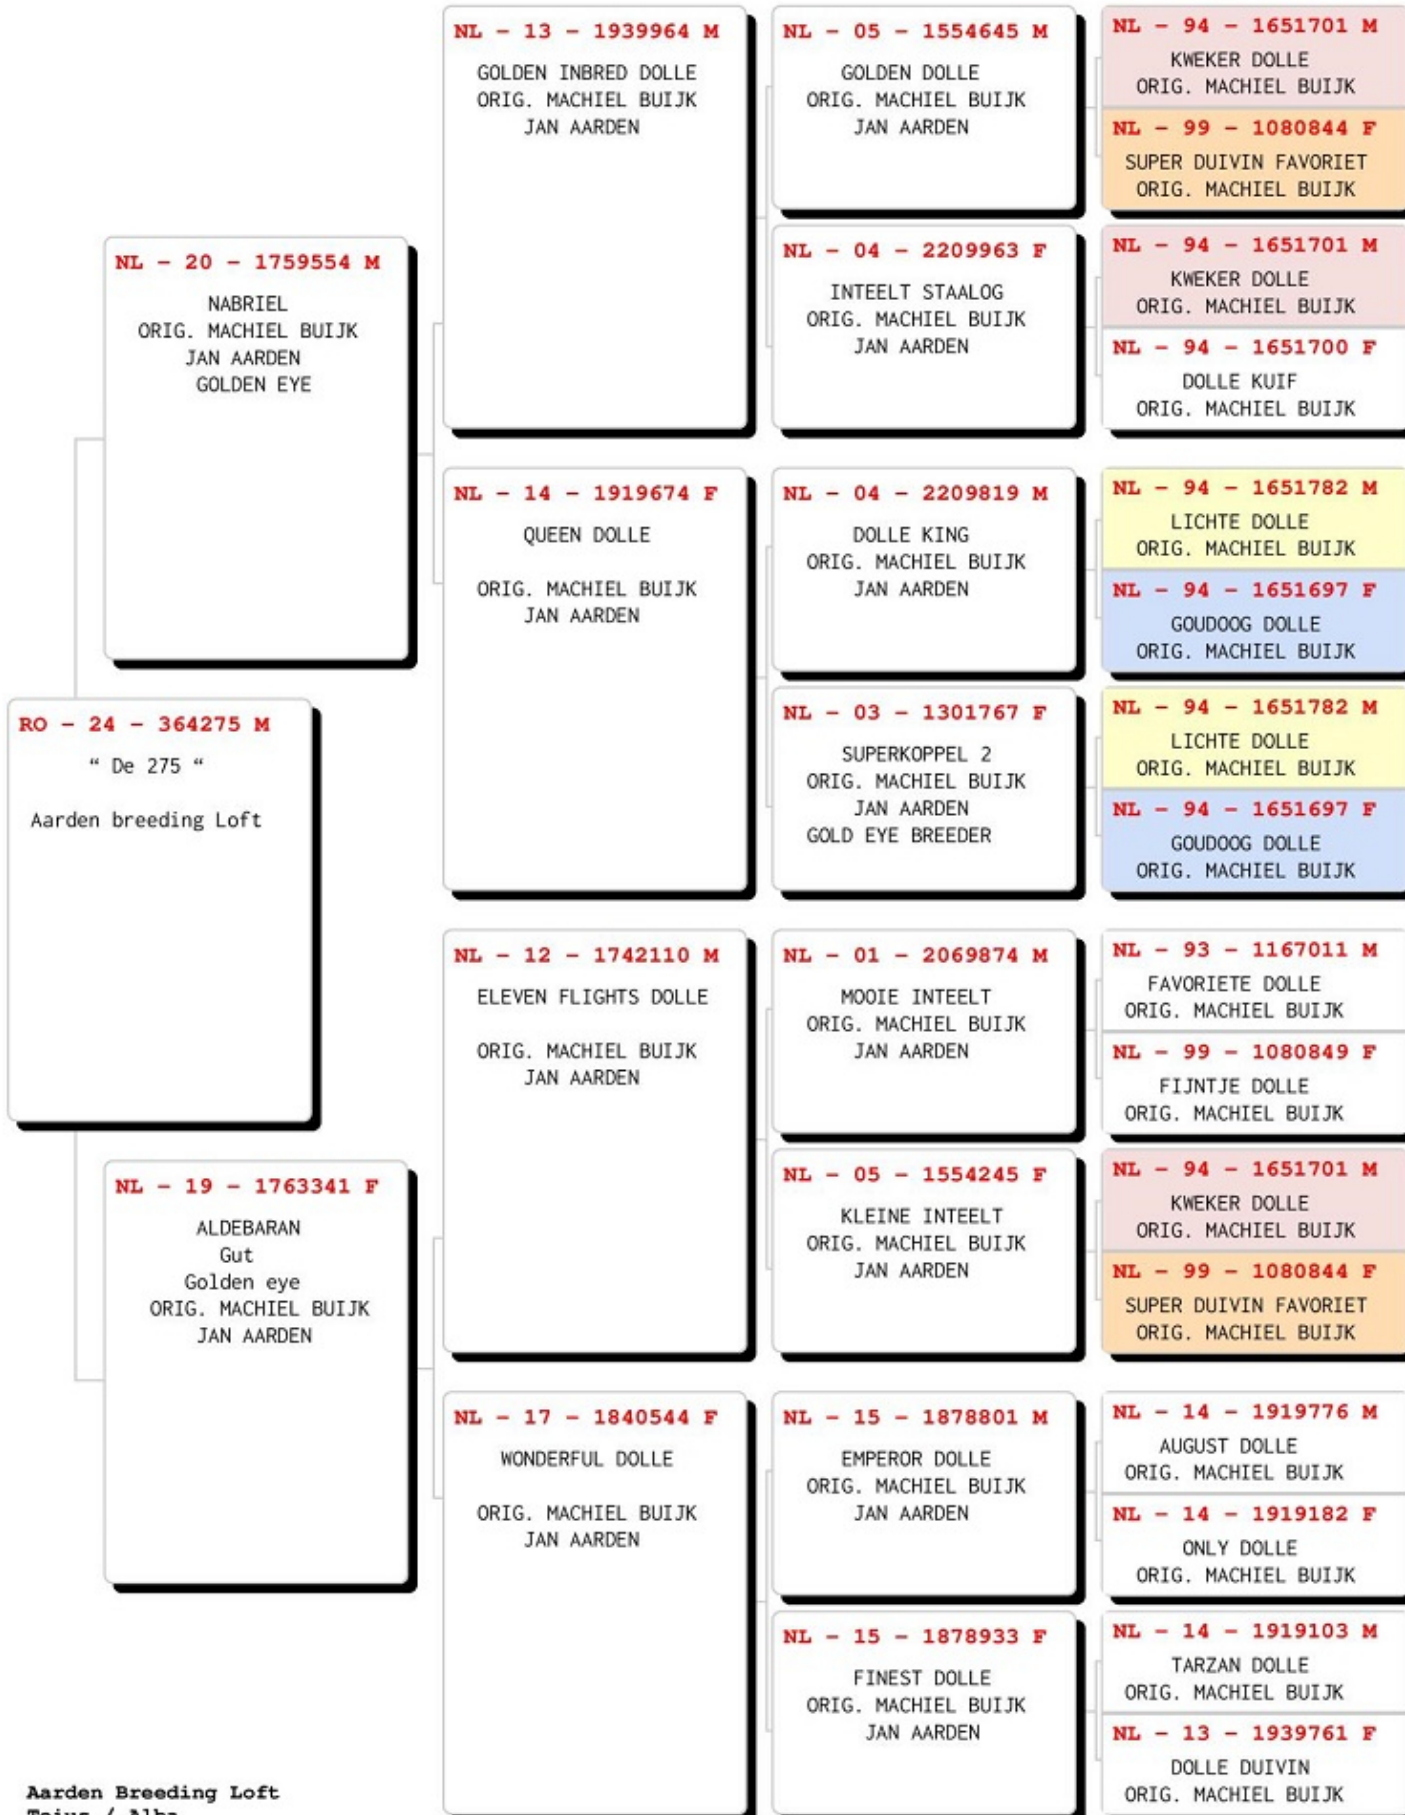 NL - 13 - 1939964 M
GOLDEN INBRED DOLLE
ORIG. MACHIEL BUIJK
JAN AARDEN
NL - 05 - 1554645 M
GOLDEN DOLLE
ORIG. MACHIEL BUIJK
JAN AARDEN
NL - 94 - 1651701 M
KWEKER DOLLE
ORIG. MACHIEL BUIJK
NL - 99 - 1080844 F
SUPER DUIVIN FAVORIET
ORIG. MACHIEL BUIJK
NL - 20 - 1759554 M
NABRIEL
ORIG. MACHIEL BUIJK
JAN AARDEN
GOLDEN EYE
NL - 04 - 2209963 F
INTEELT STAALOG
ORIG. MACHIEL BUIJK
JAN AARDEN
NL - 94 - 1651701 M
KWEKER DOLLE
ORIG. MACHIEL BUIJK
NL - 94 - 1651700 F
DOLLE KUIF
ORIG. MACHIEL BUIJK
NL - 14 - 1919674 F
QUEEN DOLLE
ORIG. MACHIEL BUIJK
JAN AARDEN
NL - 04 - 2209819 M
DOLLE KING
ORIG. MACHIEL BUIJK
JAN AARDEN
NL - 94 - 1651782 M
LICHTE DOLLE
ORIG. MACHIEL BUIJK
NL - 94 - 1651697 F
GOUDOOG DOLLE
ORIG. MACHIEL BUIJK
RO - 24 - 364275 M
“ De 275 “
Aarden breeding Loft
NL - 03 - 1301767 F
SUPERKOPPEL 2
ORIG. MACHIEL BUIJK
JAN AARDEN
GOLD EYE BREEDER
NL - 94 - 1651782 M
LICHTE DOLLE
ORIG. MACHIEL BUIJK
NL - 94 - 1651697 F
GOUDOOG DOLLE
ORIG. MACHIEL BUIJK
NL - 12 - 1742110 M
ELEVEN FLIGHTS DOLLE
ORIG. MACHIEL BUIJK
JAN AARDEN
NL - 01 - 2069874 M
MOOIE INTEELT
ORIG. MACHIEL BUIJK
JAN AARDEN
NL - 93 - 1167011 M
FAVORIETE DOLLE
ORIG. MACHIEL BUIJK
NL - 99 - 1080849 F
FIJNTJE DOLLE
ORIG. MACHIEL BUIJK
NL - 19 - 1763341 F
ALDEBARAN
Gut
Golden eye
ORIG. MACHIEL BUIJK
JAN AARDEN
NL - 05 - 1554245 F
KLEINE INTEELT
ORIG. MACHIEL BUIJK
JAN AARDEN
NL - 94 - 1651701 M
KWEKER DOLLE
ORIG. MACHIEL BUIJK
NL - 99 - 1080844 F
SUPER DUIVIN FAVORIET
ORIG. MACHIEL BUIJK
NL - 17 - 1840544 F
WONDERFUL DOLLE
ORIG. MACHIEL BUIJK
JAN AARDEN
NL - 15 - 1878801 M
EMPEROR DOLLE
ORIG. MACHIEL BUIJK
JAN AARDEN
NL - 14 - 1919776 M
AUGUST DOLLE
ORIG. MACHIEL BUIJK
NL - 14 - 1919182 F
ONLY DOLLE
ORIG. MACHIEL BUIJK
NL - 15 - 1878933 F
FINEST DOLLE
ORIG. MACHIEL BUIJK
JAN AARDEN
NL - 14 - 1919103 M
TARZAN DOLLE
ORIG. MACHIEL BUIJK
NL - 13 - 1939761 F
DOLLE DUIVIN
ORIG. MACHIEL BUIJK
Aarden Breeding Loft